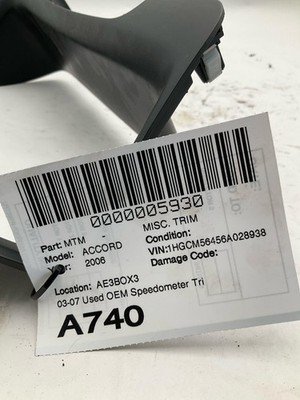 0000005930
Part: MTM - MISC. TRIM
Model: ACCORD Condition:
Year: 2006 VIN:1HGCM56456A028938
Damage Code:
Location: AE3BOX3
03-07 Used OEM Speedometer Tri
A740